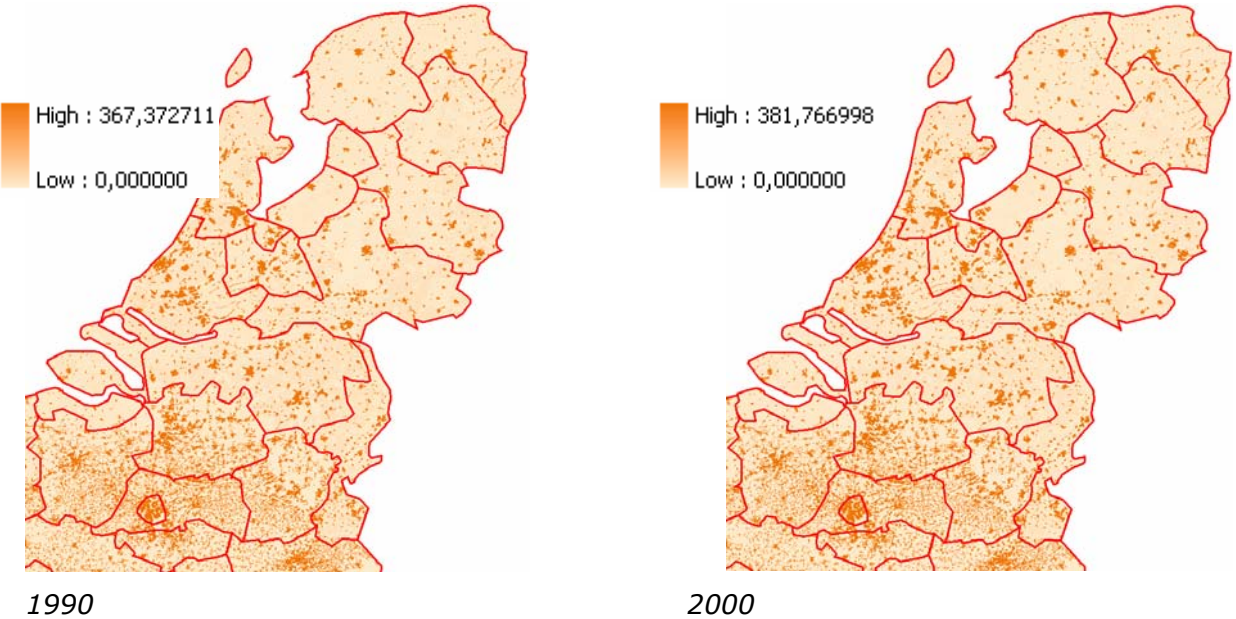 High : 367,372711
Low : 0,000000
1990
High : 381,766998
Low : 0,000000
2000